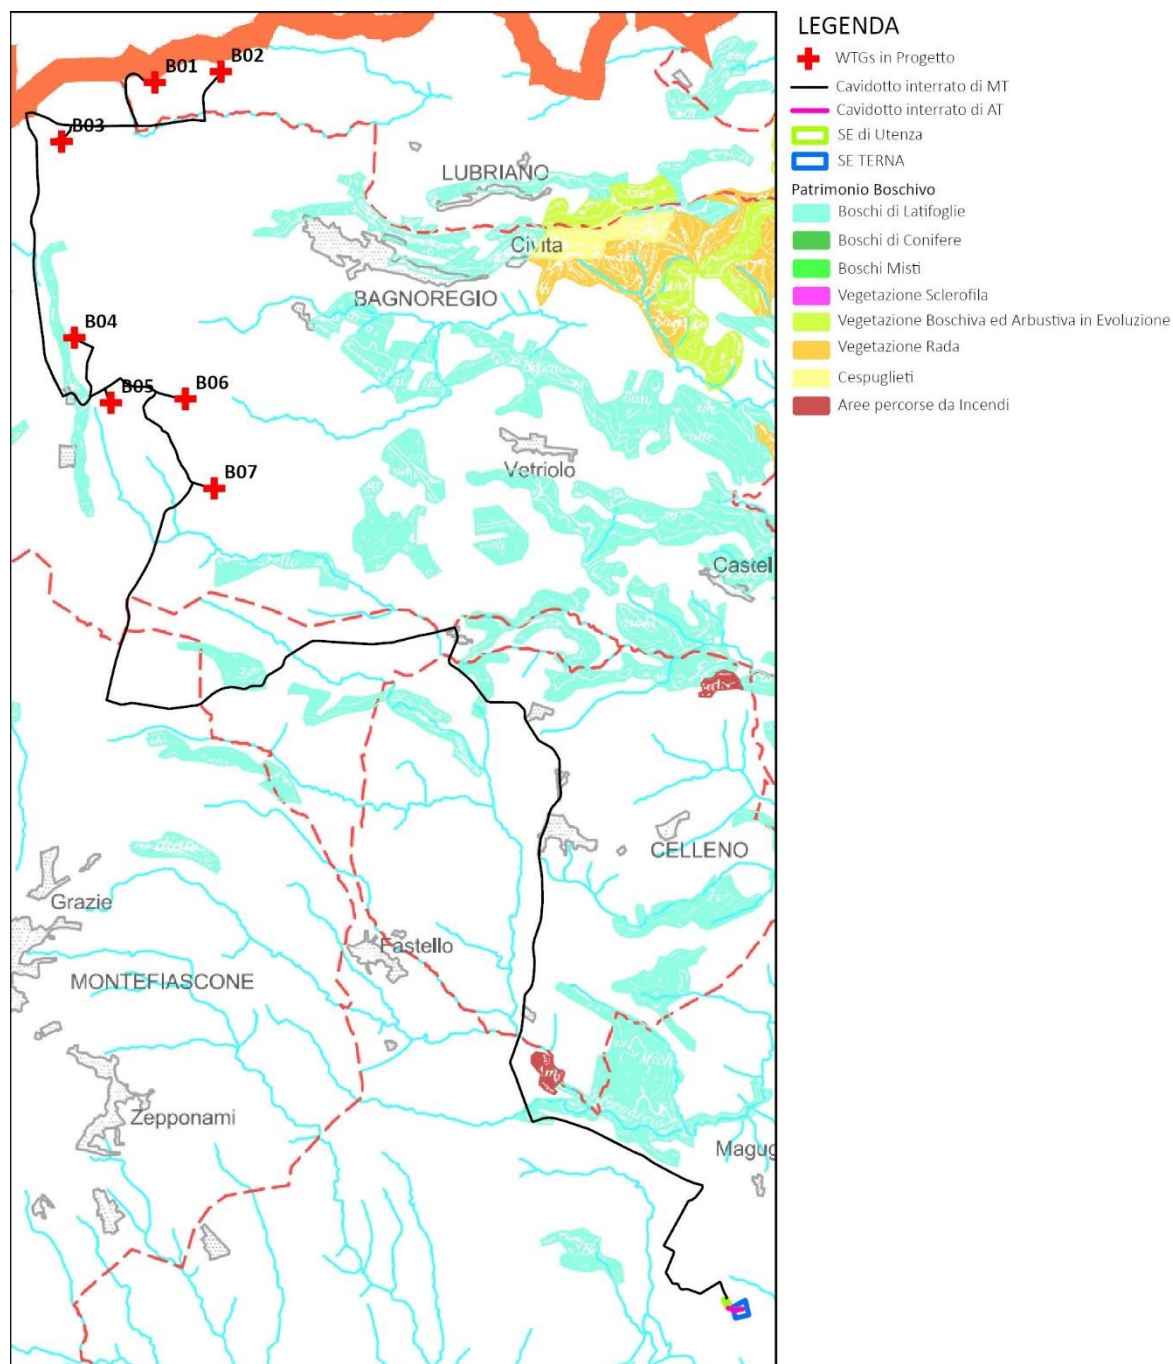 LEGENDA
WTGs in Progetto
Cavidotto interrato di MT
Cavidotto interrato di AT
SE di Utenza
SE TERNA
Patrimonio Boschivo
Boschi di Latifoglie
Boschi di Conifere
Boschi Misti
Vegetazione Sclerofila
Vegetazione Boschiva ed Arbustiva in Evoluzione
Vegetazione Rada
Cespuglieti
Aree percorse da Incendi
B01
B02
B03
LUBRIANO
Civita
BAGNOREGIO
B04
B05
B06
Vetriolo
B07
Castel
CELLENO
Grazie
Fastello
MONTEFIASCONE
Zepponami
Magug